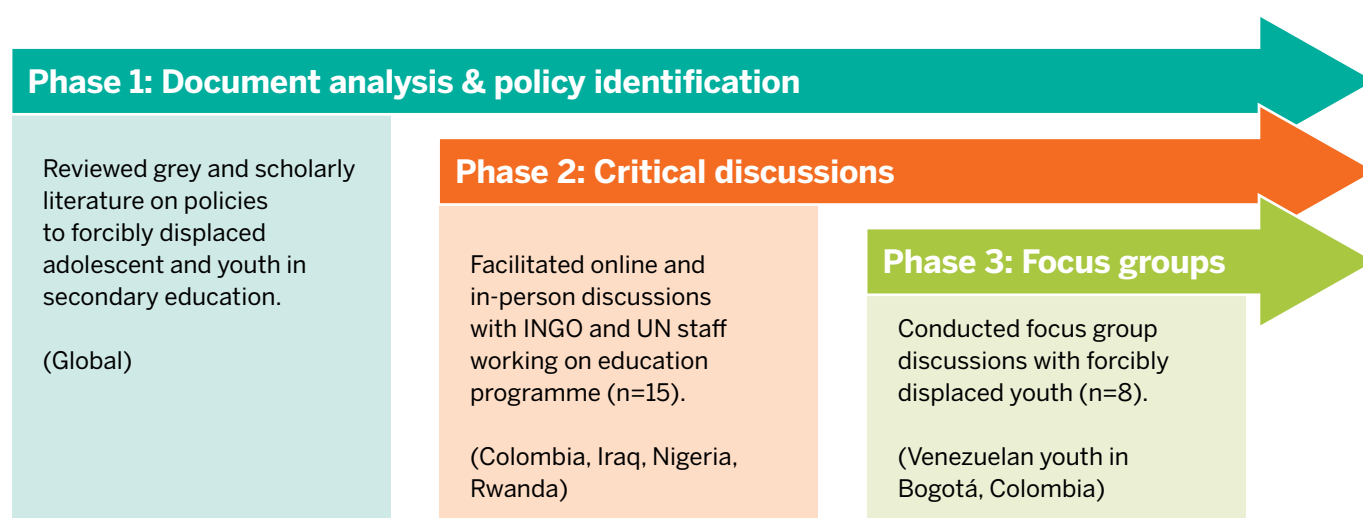 Phase 1: Document analysis & policy identification
Reviewed grey and scholarly
literature on policies
to forcibly displaced
adolescent and youth in
secondary education.
(Global)
Phase 2: Critical discussions
Facilitated online and
in-person discussions
with INGO and UN staff
working on education
programme (n=15).
(Colombia, Iraq, Nigeria,
Rwanda)
Phase 3: Focus groups
Conducted focus group
discussions with forcibly
displaced youth (n=8).
(Venezuelan youth in
Bogotá, Colombia)